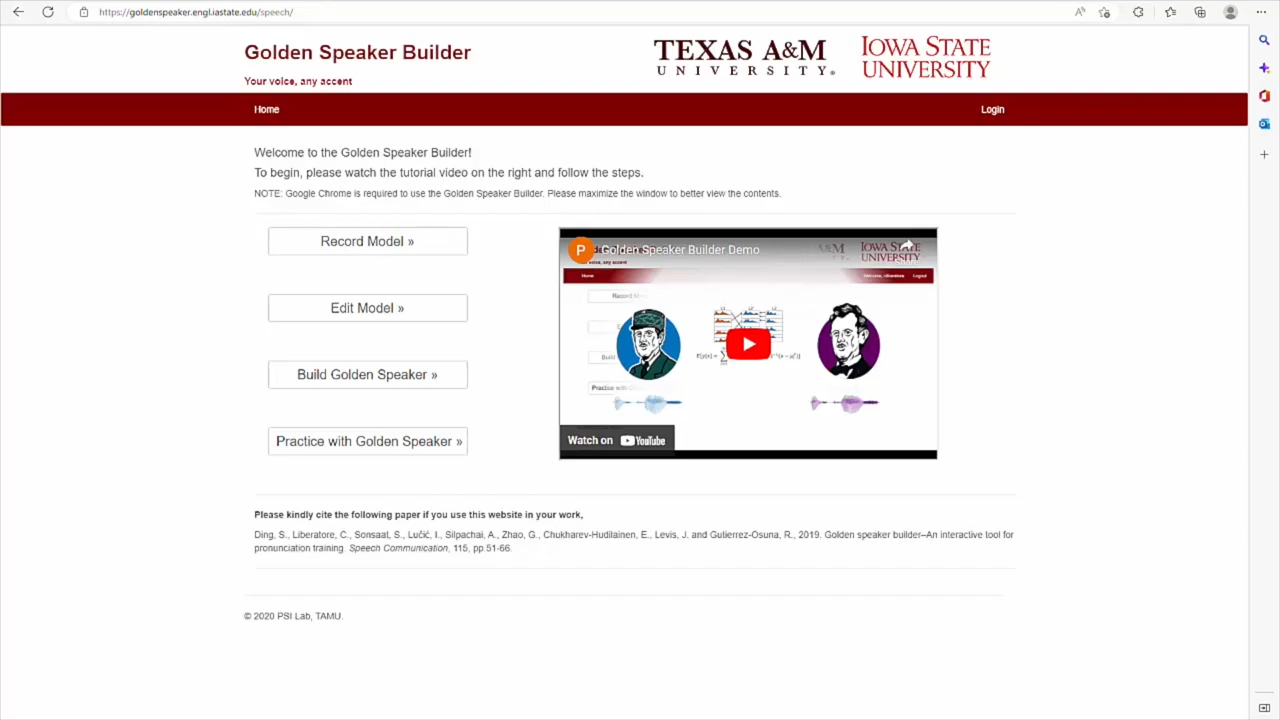 https://goldenspeaker.engl.iastate.edu/speech/
Golden Speaker Builder
Your voice, any accent
TEXAS A&M
UNIVERSITY®
IOWA STATE
UNIVERSITY
Home
Login
Welcome to the Golden Speaker Builder!
To begin, please watch the tutorial video on the right and follow the steps.
NOTE: Google Chrome is required to use the Golden Speaker Builder. Please maximize the window to better view the contents.
Record Model »
Edit Model »
Build Golden Speaker »
Practice with Golden Speaker »
P
Golden Speaker Builder Demo
IOWA STATE
Home
Logout
Practice with
Watch on YouTube
Please kindly cite the following paper if you use this website in your work,
Ding, S., Liberatore, C., Sonsaat, S., Lučić, I., Silpachai, A., Zhao, G., Chukharev-Hudilainen, E., Levis, J. and Gutierrez-Osuna, R., 2019. Golden speaker builder–An interactive tool for
pronunciation training. Speech Communication, 115, pp.51-66.
© 2020 PSI Lab, TAMU.